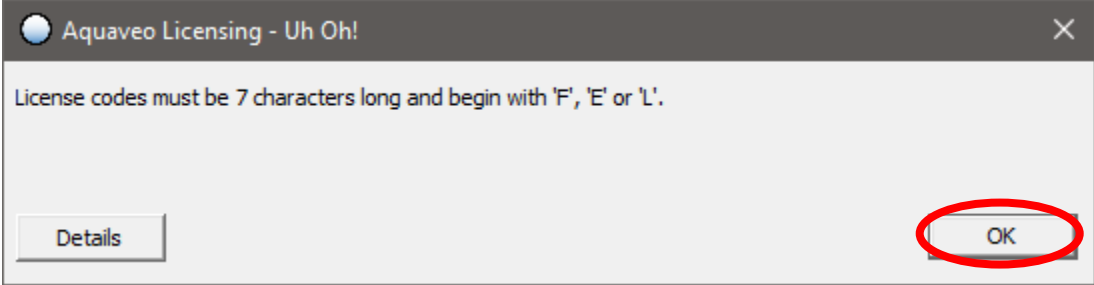 Aquaveo Licensing - Uh Oh!
License codes must be 7 characters long and begin with 'F', 'E' or 'L'.
Details
OK